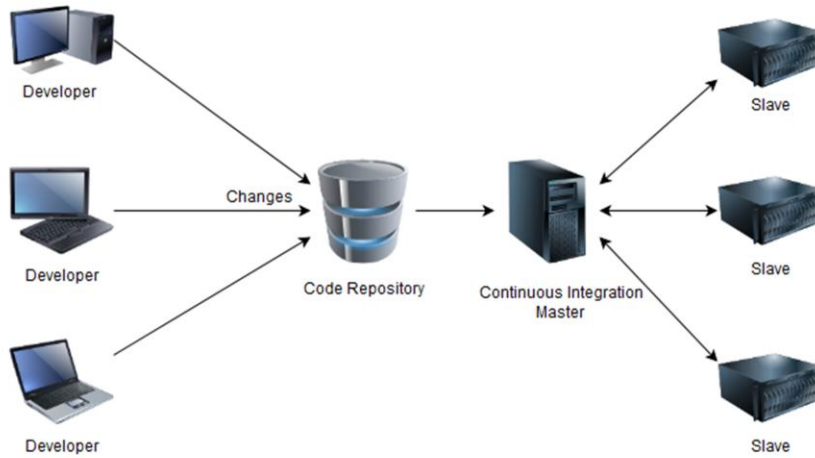 Developer
Slave
Changes
Developer
Code Repository
Continuous Integration
Master
Slave
Developer
Slave